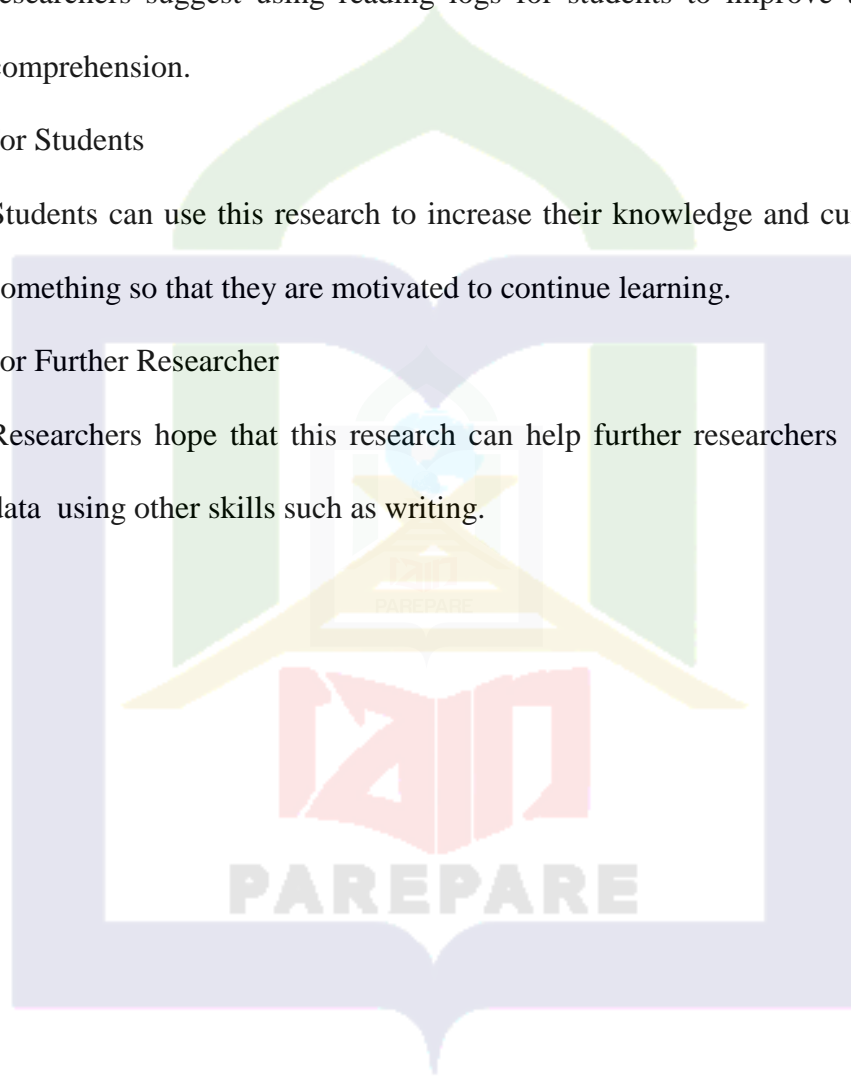 researchers suggest using reading logs for students to improve
comprehension.
or Students
Students can use this research to increase their knowledge and
something so that they are motivated to continue learning.
or Further Researcher
Researchers hope that this research can help further researchers
data using other skills such as writing.
iain
PAREPARE
iain
PAREPARE